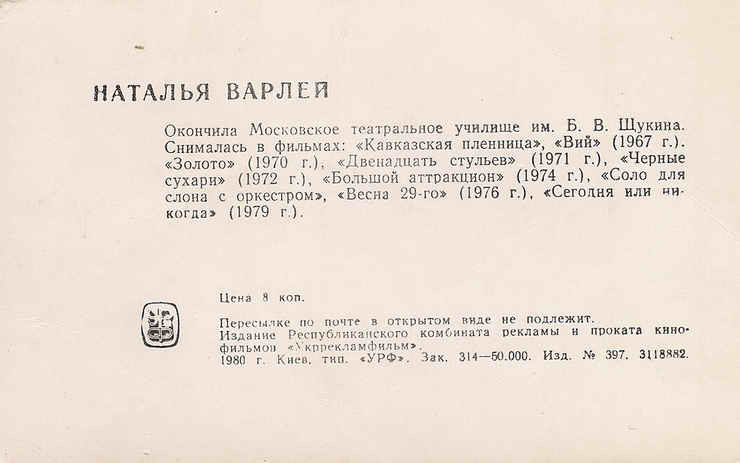 НАТАЛЬЯ ВАРЛЕЙ
Окончила Московское театральное училище им. Б. В. Щукина.
Снималась в фильмах: «Кавказская пленница», «Вий» (1967 г.).
«Золото» (1970 г.), «Двенадцать стульев» (1971 г.), «Черные
сухари» (1972 г.), «Большой аттракцион» (1974 г.), «Соло для
слона с оркестром», «Весна 29-го» (1976 г.), «Сегодня или ни-
когда» (1979 г.).
Цена 8 коп.
Пересылке по почте в открытом виде не подлежит.
Издание Республиканского комбината рекламы и проката кино-
фильмов «Укррекламфильм».
1980 г. Киев, тип. «УРФ». Зак. 314—50.000. Изд. № 397. 3118882.